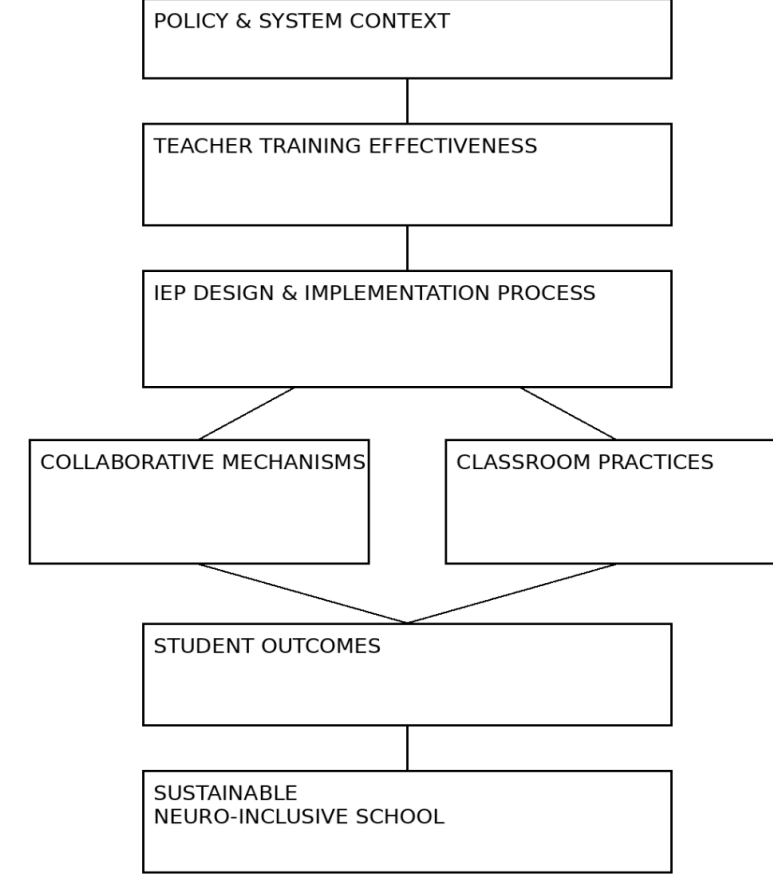 POLICY & SYSTEM CONTEXT
TEACHER TRAINING EFFECTIVENESS
IEP DESIGN & IMPLEMENTATION PROCESS
COLLABORATIVE MECHANISMS
CLASSROOM PRACTICES
STUDENT OUTCOMES
SUSTAINABLE
NEURO-INCLUSIVE SCHOOL